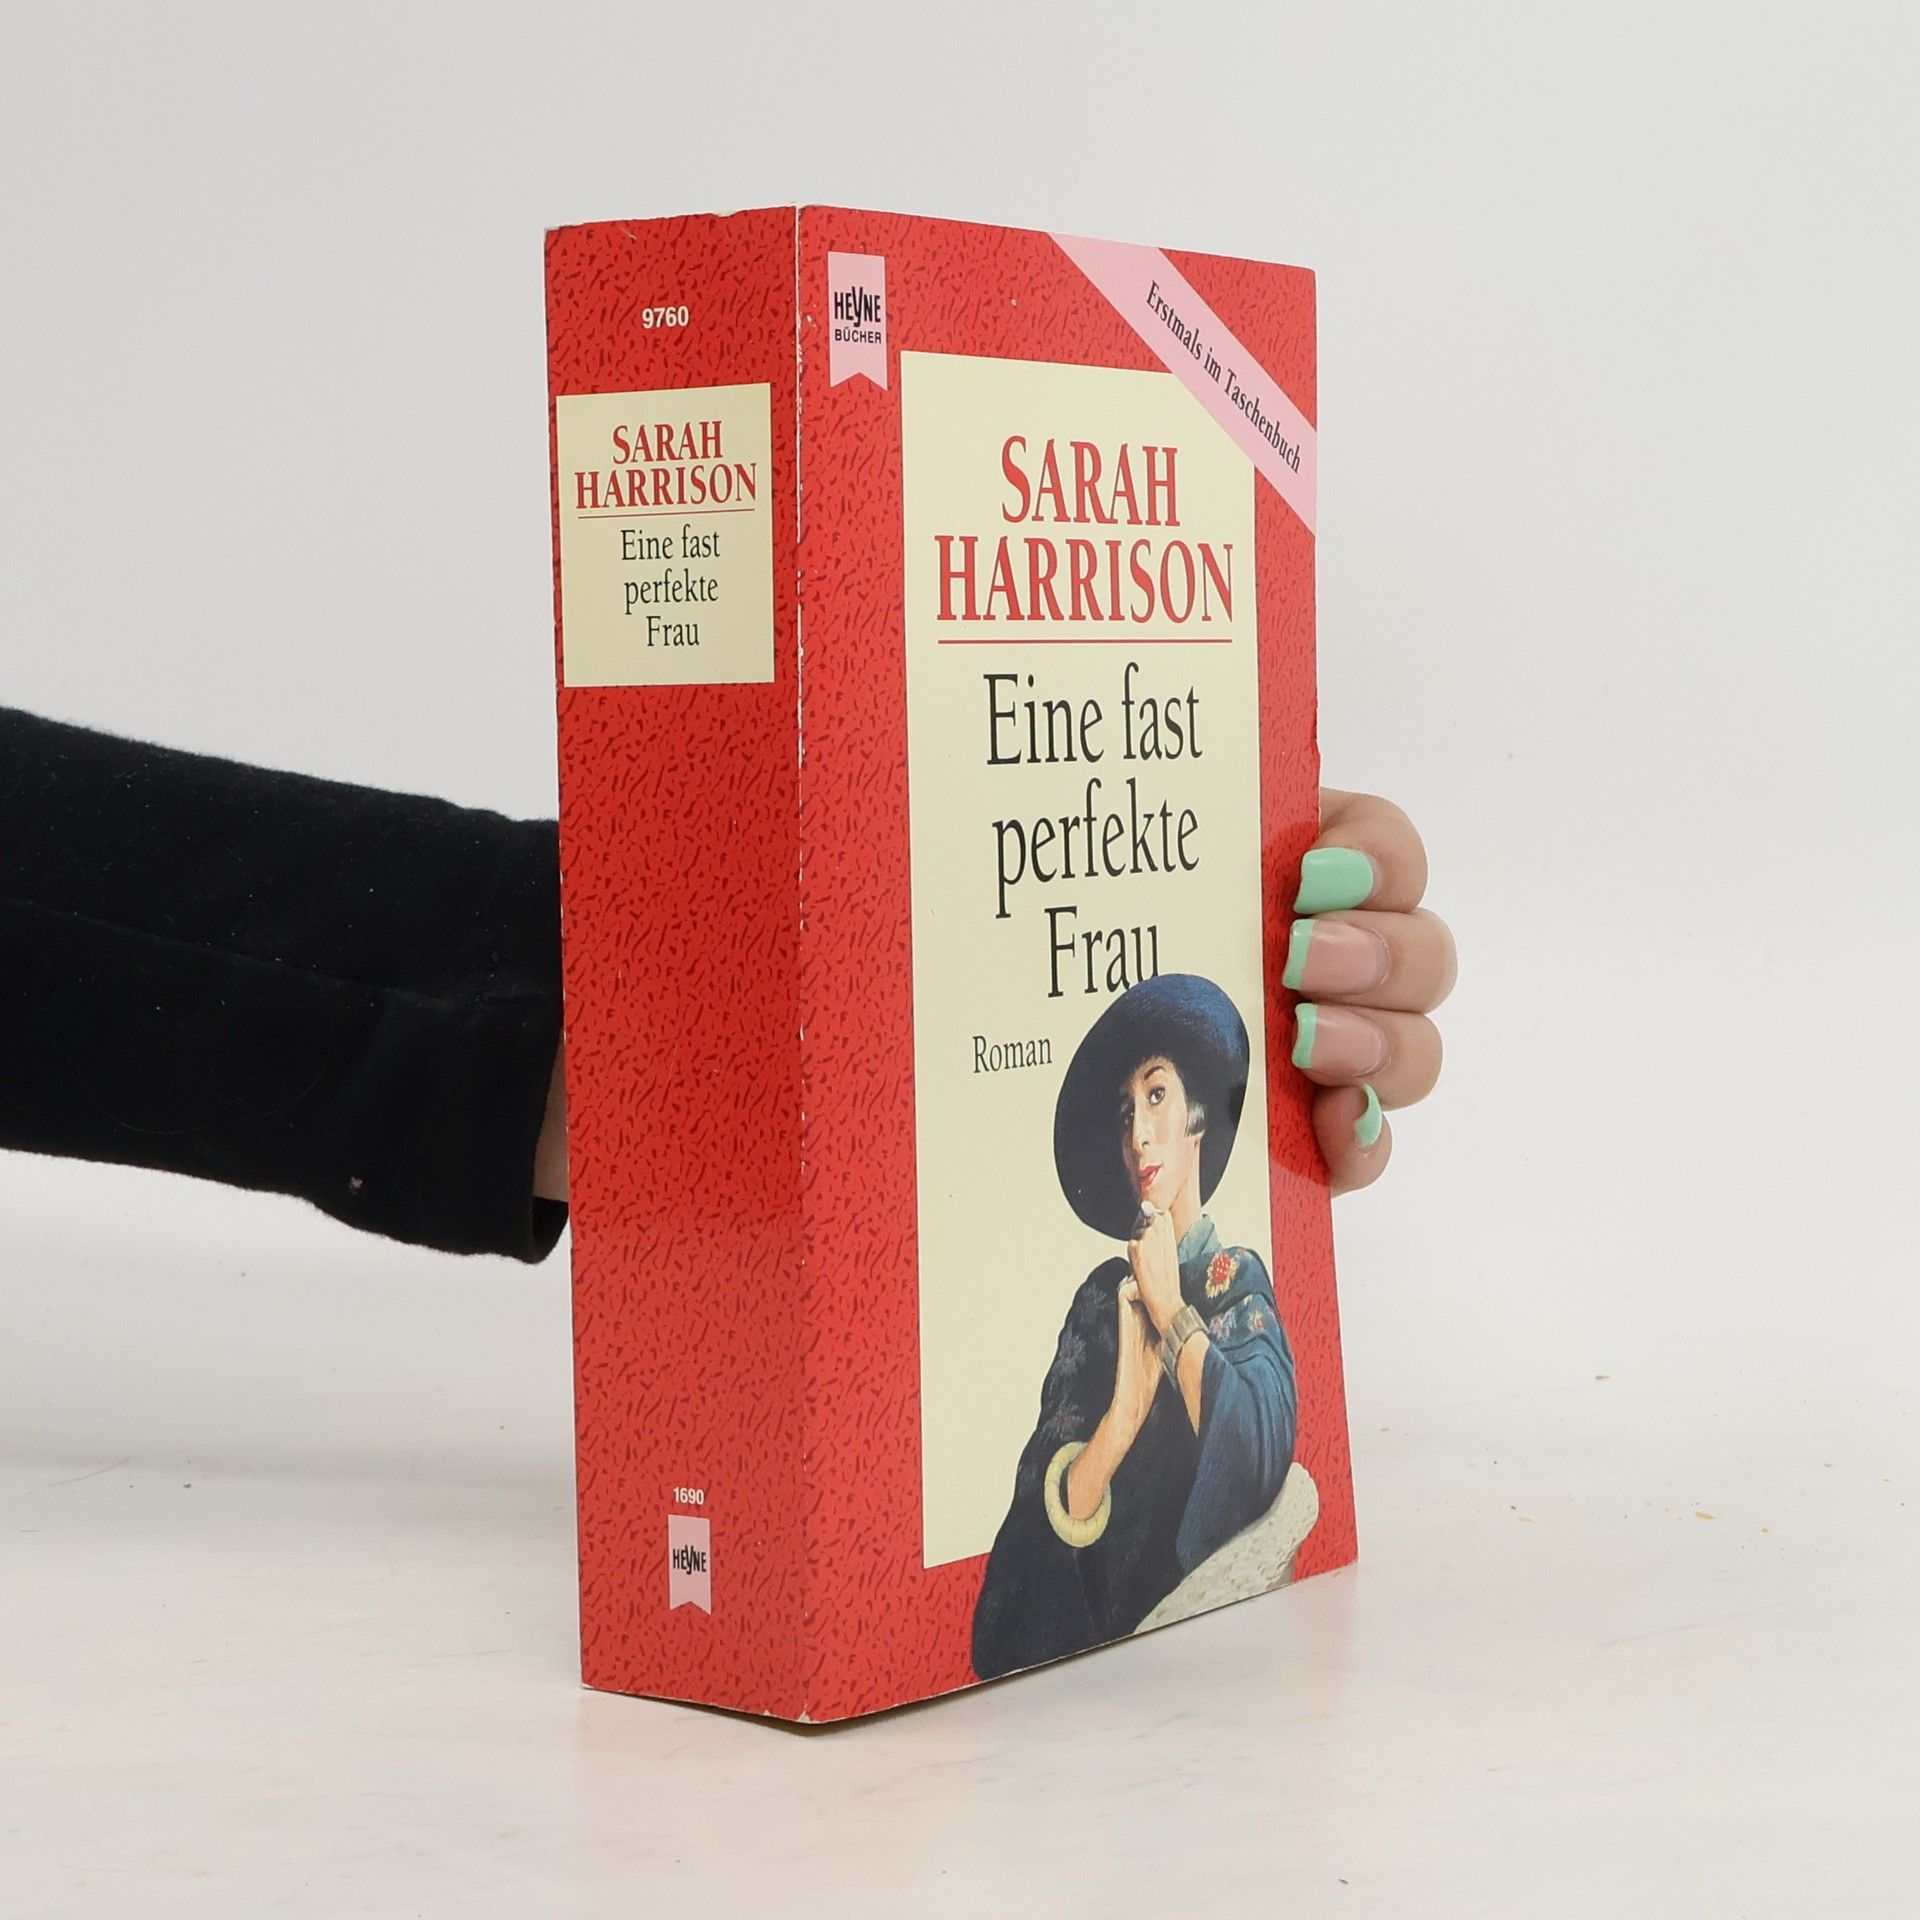 9760
SARAH
HARRISON
Eine fast
perfekte
Frau
1690
HEYNE
HEYNE
BÜCHER
Erstmals im Taschenbuch
SARAH
HARRISON
Eine fast
perfekte
Frau
Roman